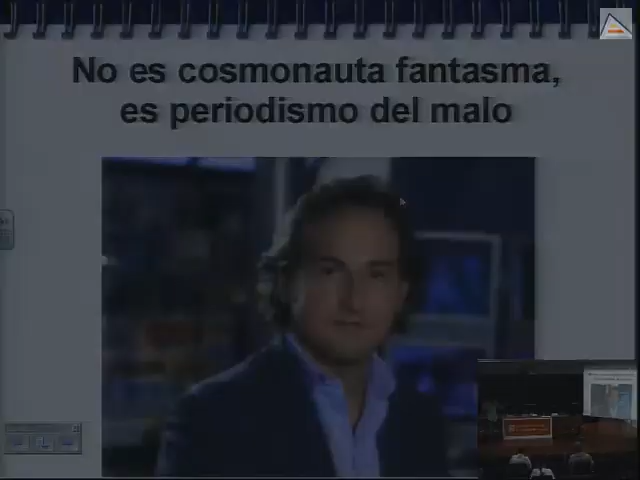 No es cosmonauta fantasma,
es periodismo del malo